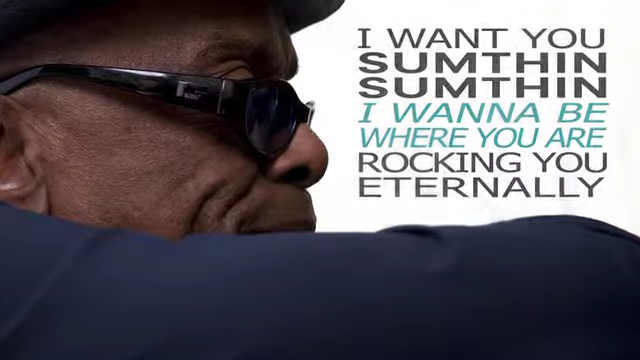 I WANT YOU
SUMTHIN
SUMTHIN
I WANNA BE
WHERE YOU ARE
ROCKING YOU
ETERNALLY